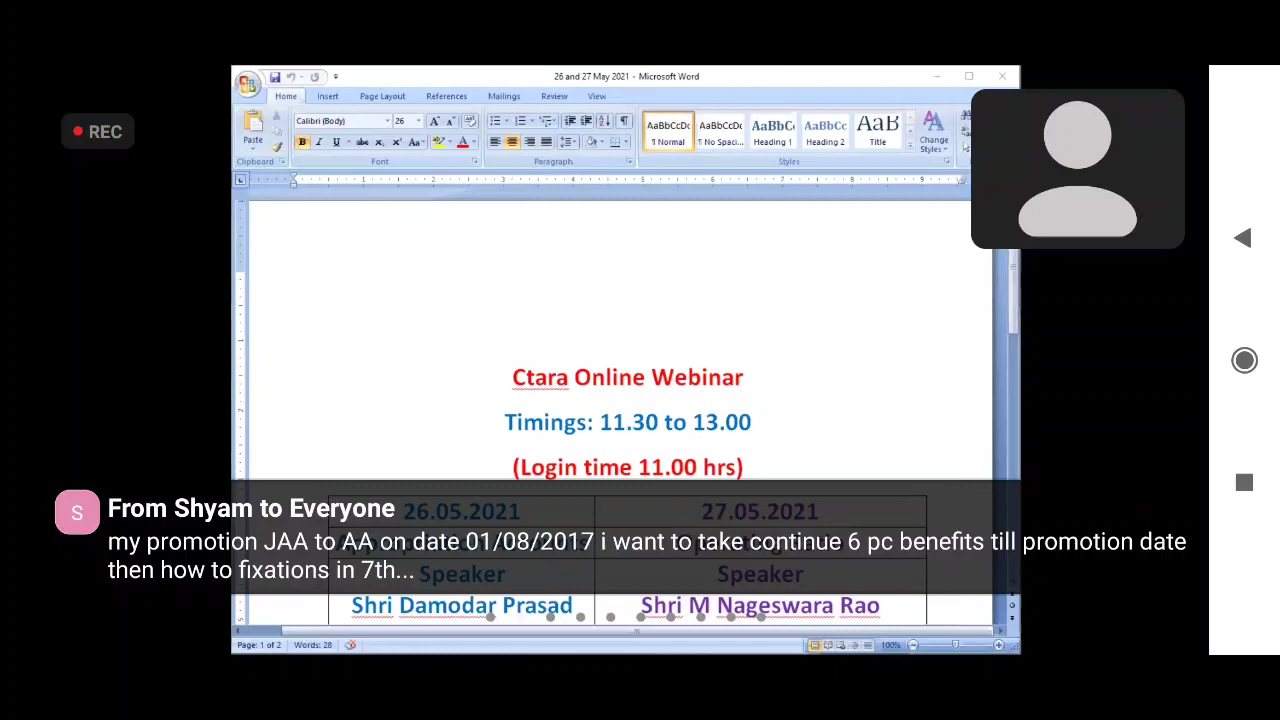 26 and 27 May 2021 - Microsoft Word
Home Insert Page Layout References Mailings Review View
REC
Paste
Calibri (Body) 26
AaBbCcDc AaBbCcDc AaBbCc AaBbCc AaB
¶ Normal ¶ No Spaci... Heading 1 Heading 2 Title
Change Styles
Clipboard Font Paragraph Styles
Ctara Online Webinar
Timings: 11.30 to 13.00
(Login time 11.00 hrs)
From Shyam to Everyone
S
26.05.2021 27.05.2021
my promotion JAA to AA on date 01/08/2017 i want to take continue 6 pc benefits till promotion date
then how to fixations in 7th...
Speaker Speaker
Shri Damodar Prasad Shri M Nageswara Rao
Page: 1 of 2 Words: 28 100%